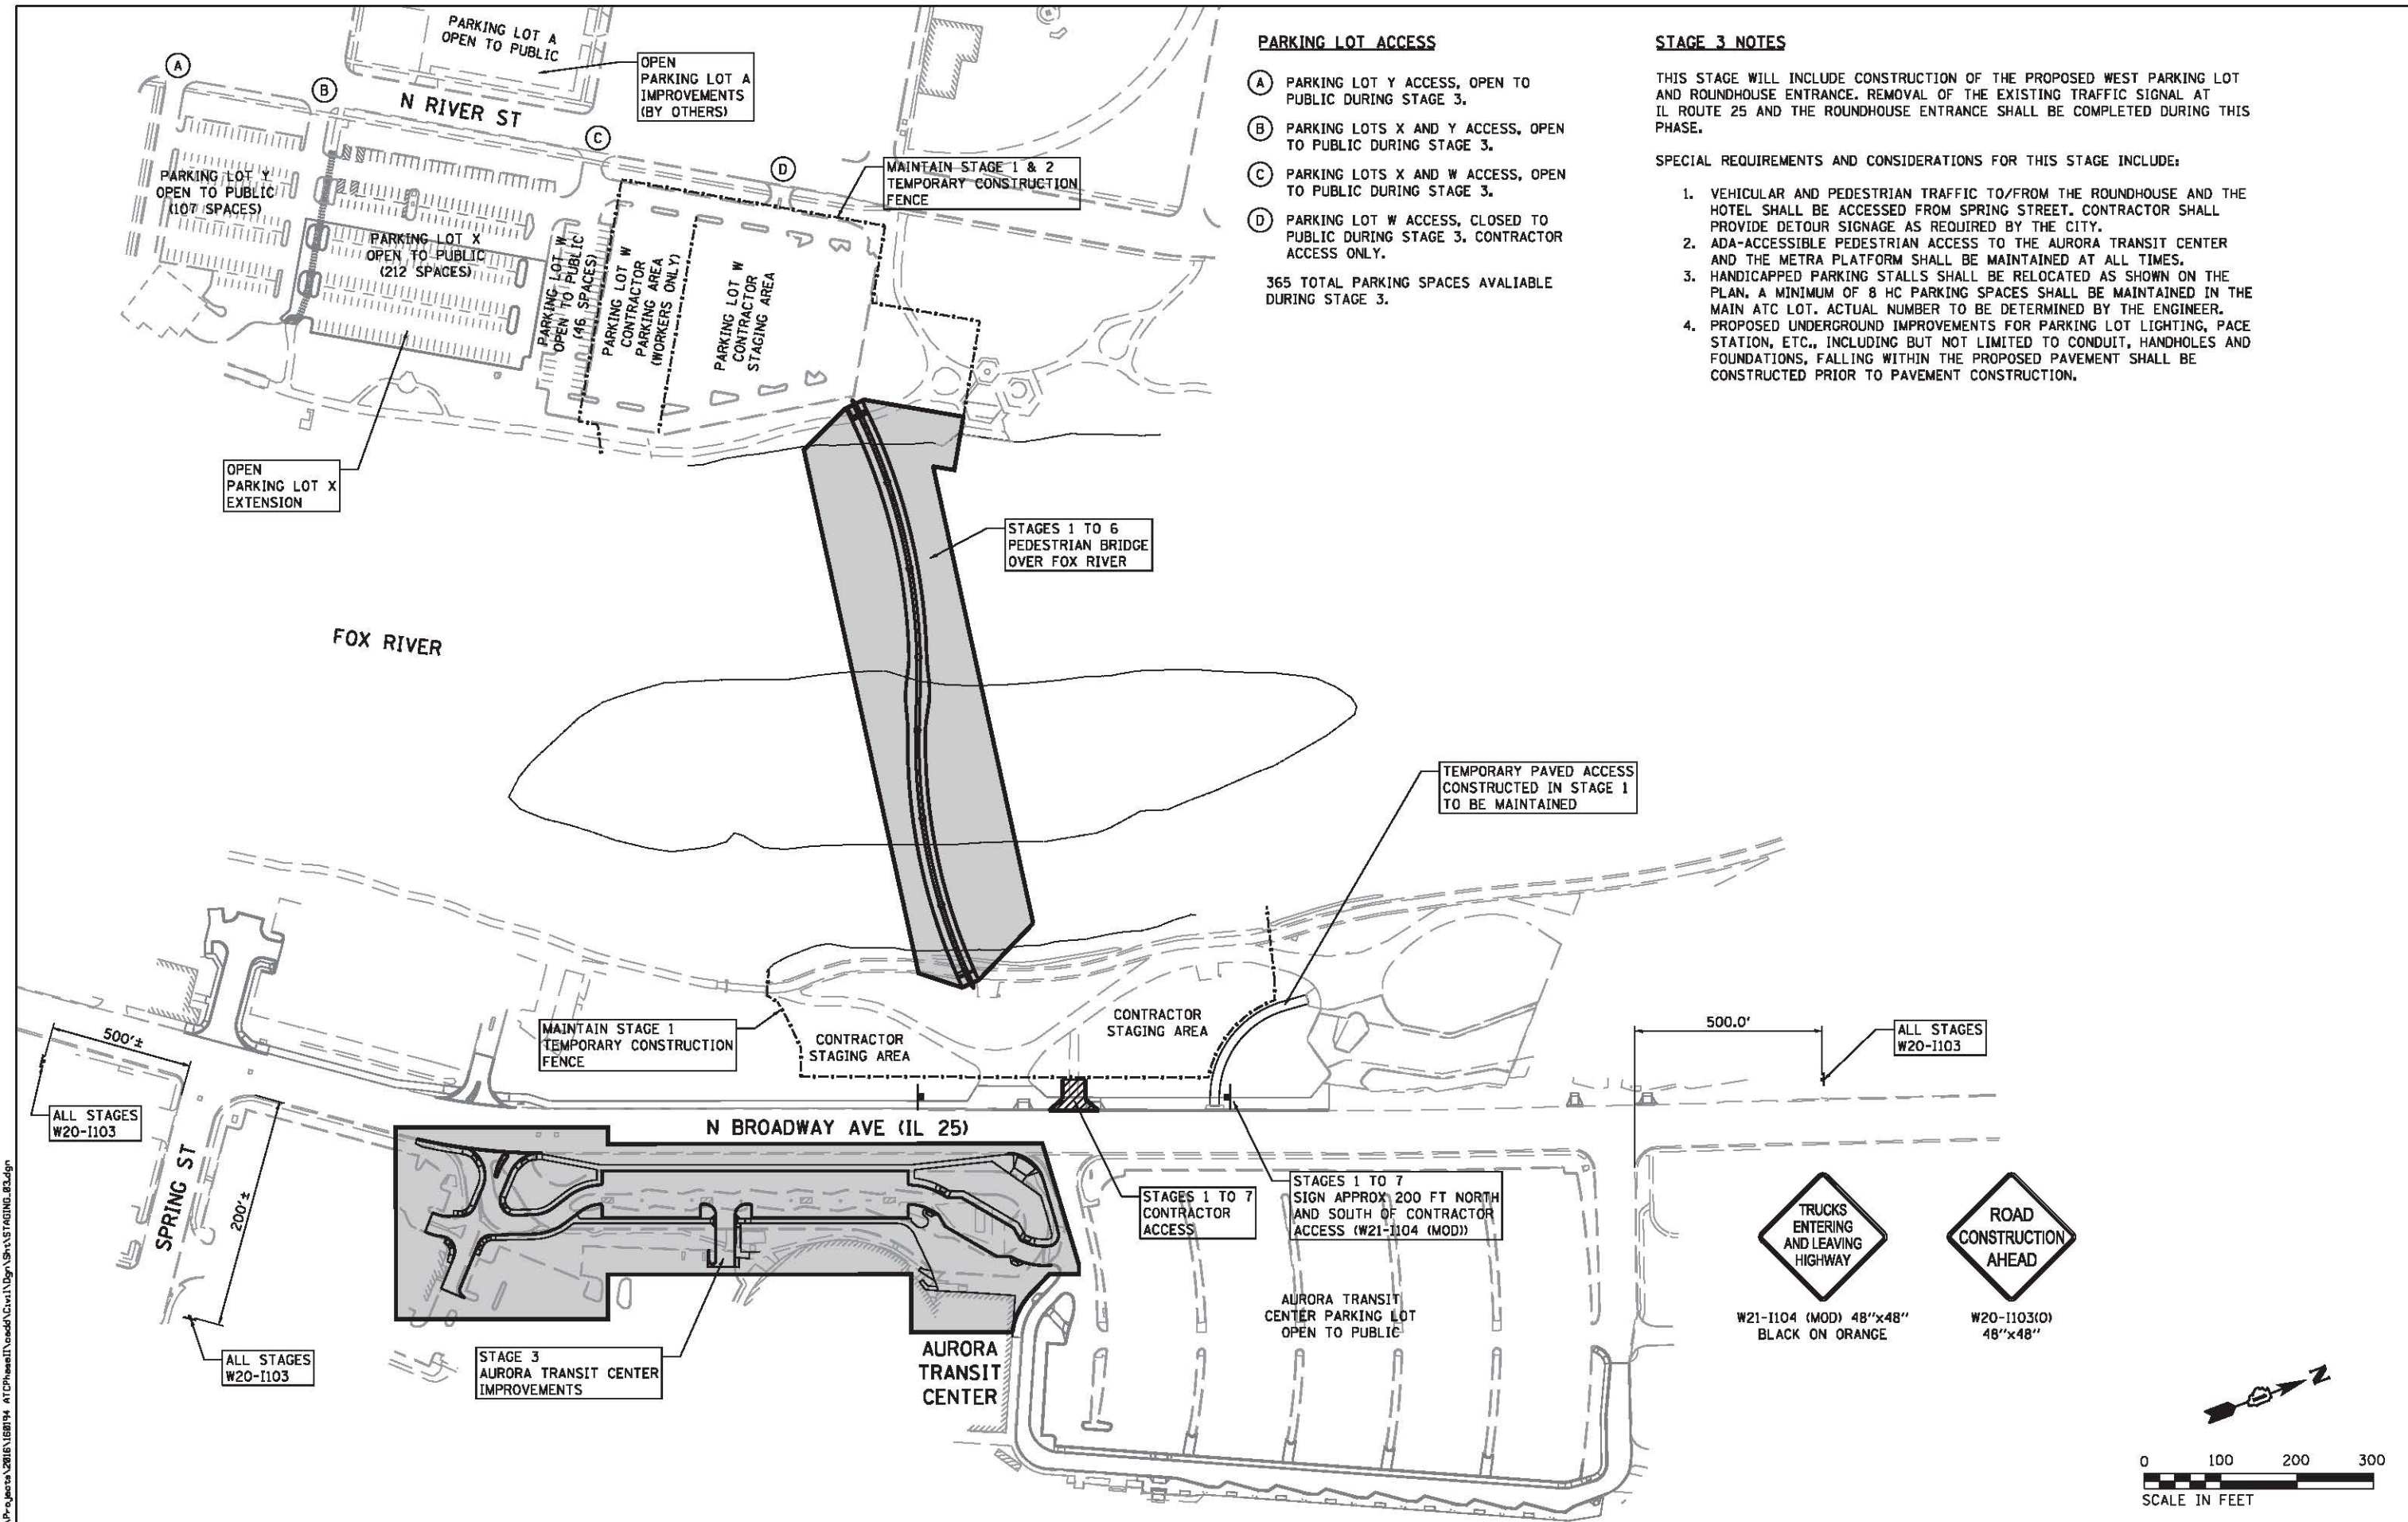 PARKING LOT A
OPEN TO PUBLIC
OPEN
PARKING LOT A
IMPROVEMENTS
(BY OTHERS)
A
B
N RIVER ST
C
D
MAINTAIN STAGE 1 & 2
TEMPORARY CONSTRUCTION
FENCE
PARKING LOT Y
OPEN TO PUBLIC
(107 SPACES)
PARKING LOT X
OPEN TO PUBLIC
(212 SPACES)
PARKING LOT W
OPEN TO PUBLIC
(46 SPACES)
PARKING LOT W
CONTRACTOR
PARKING AREA
(WORKERS ONLY)
PARKING LOT W
CONTRACTOR
STAGING AREA
OPEN
PARKING LOT X
EXTENSION
PARKING LOT ACCESS
A PARKING LOT Y ACCESS, OPEN TO
PUBLIC DURING STAGE 3.
B PARKING LOTS X AND Y ACCESS, OPEN
TO PUBLIC DURING STAGE 3.
C PARKING LOTS X AND W ACCESS, OPEN
TO PUBLIC DURING STAGE 3.
D PARKING LOT W ACCESS, CLOSED TO
PUBLIC DURING STAGE 3. CONTRACTOR
ACCESS ONLY.
365 TOTAL PARKING SPACES AVALIABLE
DURING STAGE 3.
STAGE 3 NOTES
THIS STAGE WILL INCLUDE CONSTRUCTION OF THE PROPOSED WEST PARKING LOT
AND ROUNDHOUSE ENTRANCE. REMOVAL OF THE EXISTING TRAFFIC SIGNAL AT
IL ROUTE 25 AND THE ROUNDHOUSE ENTRANCE SHALL BE COMPLETED DURING THIS
PHASE.
SPECIAL REQUIREMENTS AND CONSIDERATIONS FOR THIS STAGE INCLUDE:
1. VEHICULAR AND PEDESTRIAN TRAFFIC TO/FROM THE ROUNDHOUSE AND THE
HOTEL SHALL BE ACCESSED FROM SPRING STREET. CONTRACTOR SHALL
PROVIDE DETOUR SIGNAGE AS REQUIRED BY THE CITY.
2. ADA-ACCESSIBLE PEDESTRIAN ACCESS TO THE AURORA TRANSIT CENTER
AND THE METRA PLATFORM SHALL BE MAINTAINED AT ALL TIMES.
3. HANDICAPPED PARKING STALLS SHALL BE RELOCATED AS SHOWN ON THE
PLAN. A MINIMUM OF 8 HC PARKING SPACES SHALL BE MAINTAINED IN THE
MAIN ATC LOT. ACTUAL NUMBER TO BE DETERMINED BY THE ENGINEER.
4. PROPOSED UNDERGROUND IMPROVEMENTS FOR PARKING LOT LIGHTING, PACE
STATION, ETC., INCLUDING BUT NOT LIMITED TO CONDUIT, HANDHOLES AND
FOUNDATIONS, FALLING WITHIN THE PROPOSED PAVEMENT SHALL BE
CONSTRUCTED PRIOR TO PAVEMENT CONSTRUCTION.
STAGES 1 TO 6
PEDESTRIAN BRIDGE
OVER FOX RIVER
FOX RIVER
TEMPORARY PAVED ACCESS
CONSTRUCTED IN STAGE 1
TO BE MAINTAINED
MAINTAIN STAGE 1
TEMPORARY CONSTRUCTION
FENCE
CONTRACTOR
STAGING AREA
CONTRACTOR
STAGING AREA
500'±
ALL STAGES
W20-I103
SPRING ST
200'±
ALL STAGES
W20-I103
500.0'
ALL STAGES
W20-I103
N BROADWAY AVE (IL 25)
STAGES 1 TO 7
CONTRACTOR
ACCESS
STAGES 1 TO 7
SIGN APPROX 200 FT NORTH
AND SOUTH OF CONTRACTOR
ACCESS (W21-I104 (MOD))
STAGE 3
AURORA TRANSIT CENTER
IMPROVEMENTS
AURORA
TRANSIT
CENTER
AURORA TRANSIT
CENTER PARKING LOT
OPEN TO PUBLIC
TRUCKS
ENTERING
AND LEAVING
HIGHWAY
W21-I104 (MOD) 48"x48"
BLACK ON ORANGE
ROAD
CONSTRUCTION
AHEAD
W20-I103(O)
48"x48"
N
0 100 200 300
SCALE IN FEET
\Projects\2016\160194 ATCPhaseII\cadd\Civil\Dgn\Sht\STAGING_03.dgn